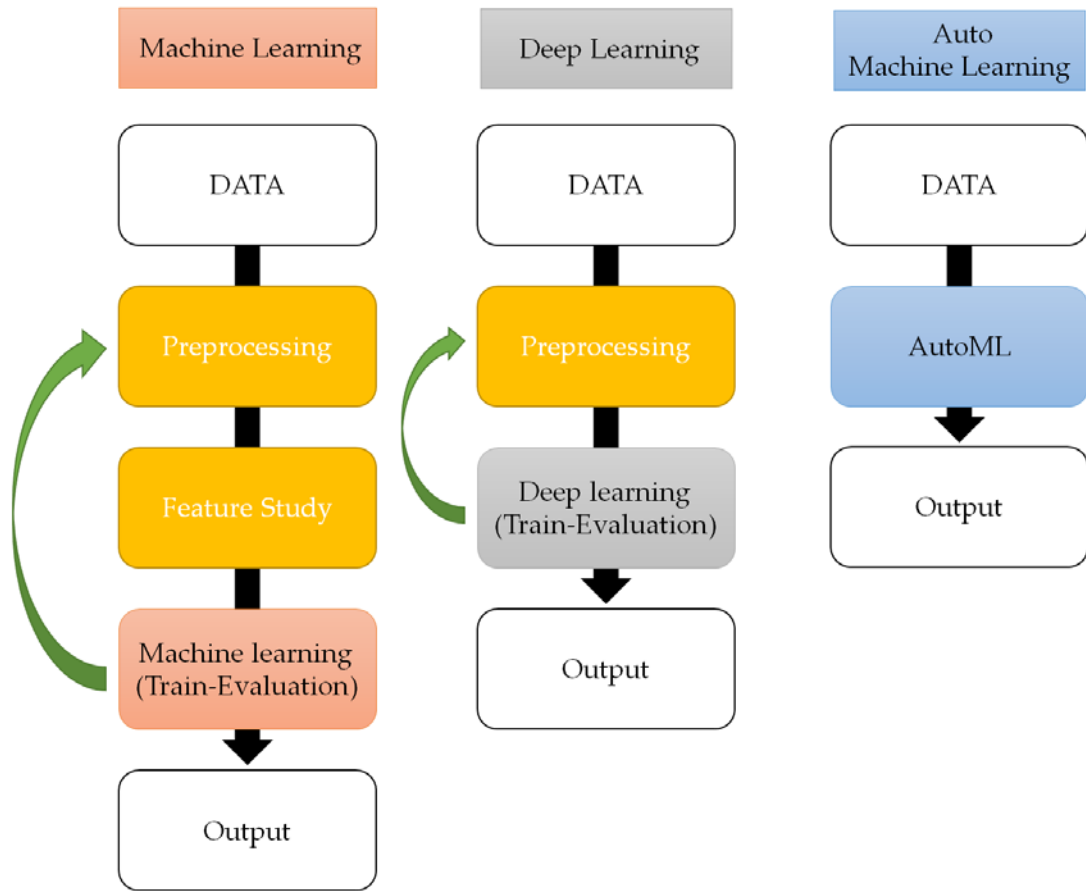 Machine Learning
DATA
Preprocessing
Feature Study
Machine learning
(Train-Evaluation)
Output
Deep Learning
DATA
Preprocessing
Deep learning
(Train-Evaluation)
Output
Auto
Machine Learning
DATA
AutoML
Output